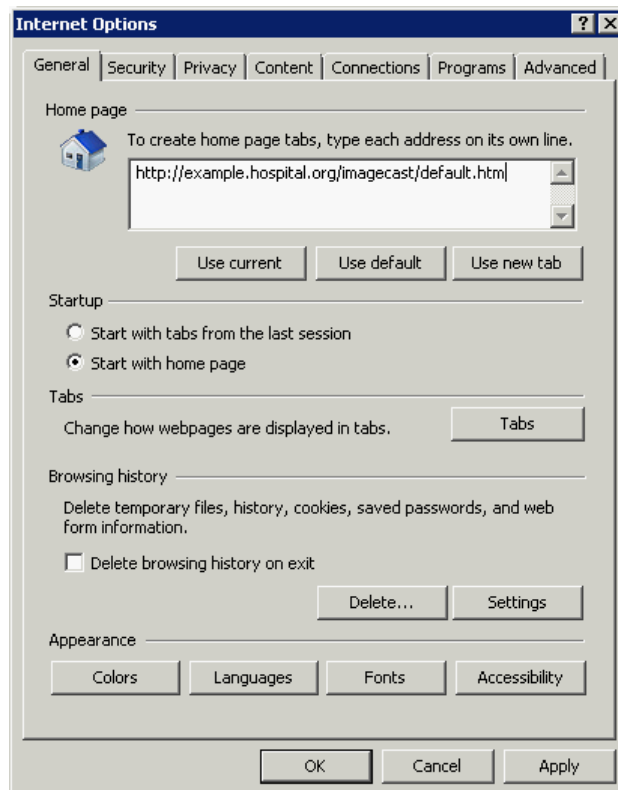 Internet Options
General Security Privacy Content Connections Programs Advanced
Home page
To create home page tabs, type each address on its own line.
http://example.hospital.org/imagecast/default.htm
Use current Use default Use new tab
Startup
Start with tabs from the last session
Start with home page
Tabs
Change how webpages are displayed in tabs.
Tabs
Browsing history
Delete temporary files, history, cookies, saved passwords, and web
form information.
Delete browsing history on exit
Delete... Settings
Appearance
Colors Languages Fonts Accessibility
OK Cancel Apply